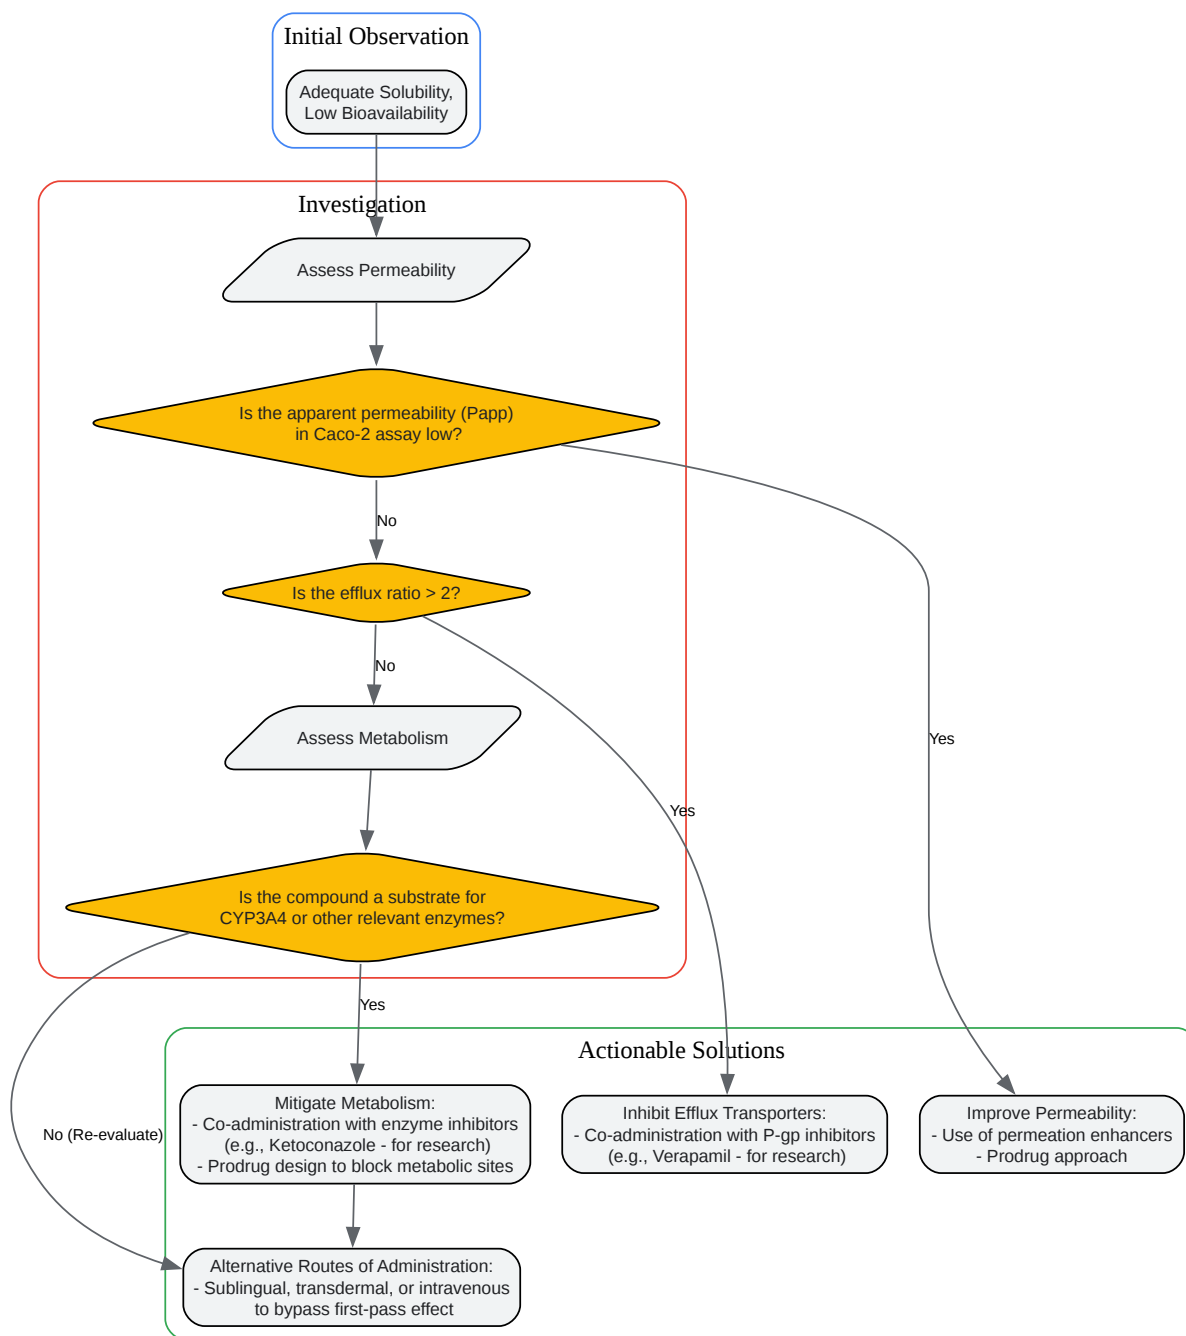 Initial Observation
Adequate Solubility,
Low Bioavailability
Investigation
Assess Permeability
Is the apparent permeability (Papp)
in Caco-2 assay low?
No
Is the efflux ratio > 2?
No
Assess Metabolism
Yes
Yes
Is the compound a substrate for
CYP3A4 or other relevant enzymes?
Yes
Actionable Solutions
Mitigate Metabolism:
- Co-administration with enzyme inhibitors
(e.g., Ketoconazole - for research)
- Prodrug design to block metabolic sites
Inhibit Efflux Transporters:
- Co-administration with P-gp inhibitors
(e.g., Verapamil - for research)
Improve Permeability:
- Use of permeation enhancers
- Prodrug approach
No (Re-evaluate)
Alternative Routes of Administration:
- Sublingual, transdermal, or intravenous
to bypass first-pass effect